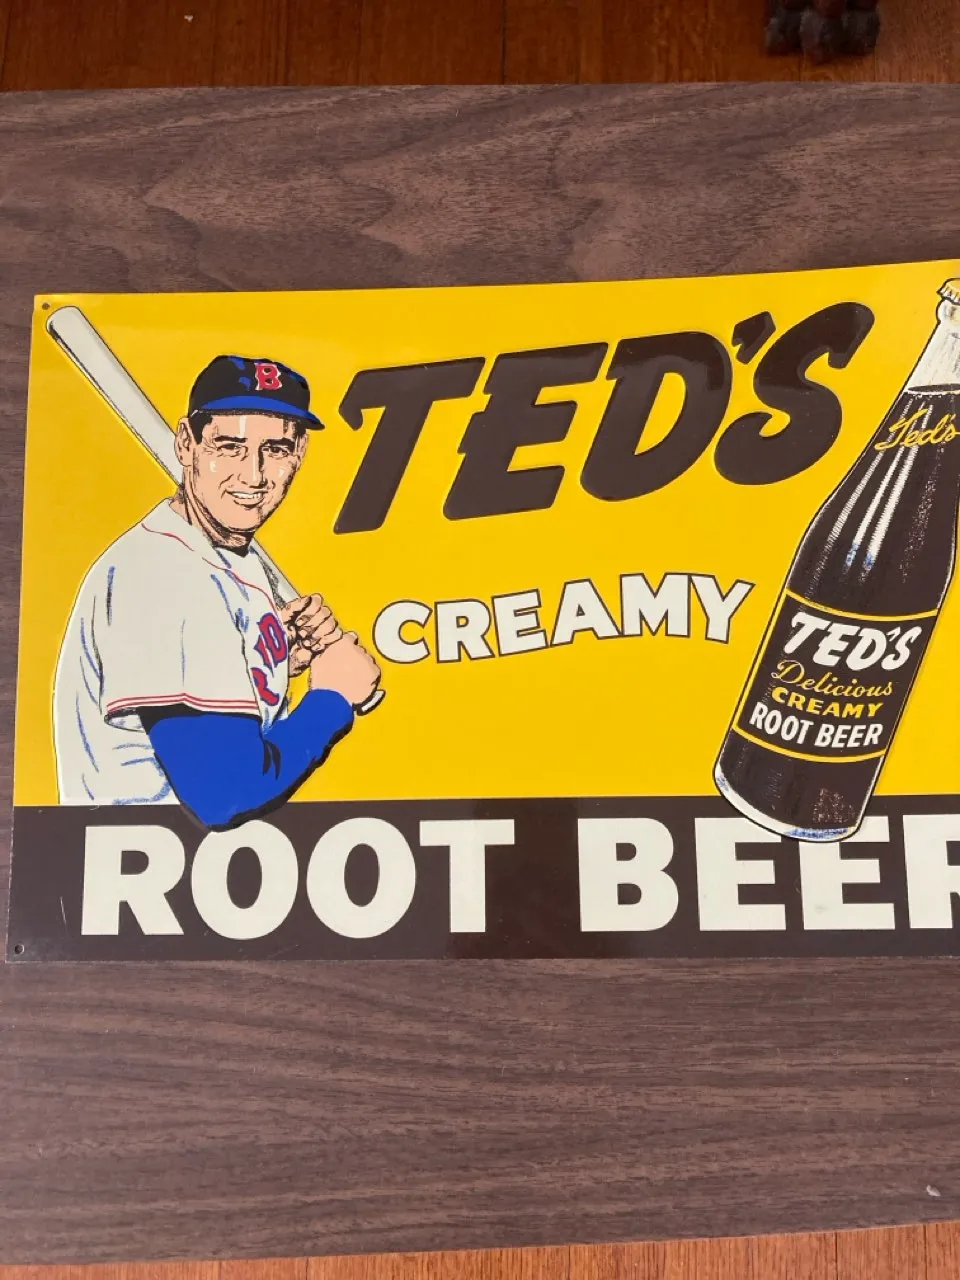 B
TED'S
Ted's
CREAMY
TED'S
Delicious
CREAMY
ROOT BEER
ROOT BEER